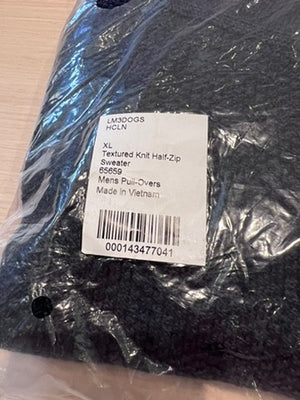 LM3DOGS
HCLN
XL
Textured Knit Half-Zip
Sweater
65659
Mens Pull-Overs
Made in Vietnam
000143477041